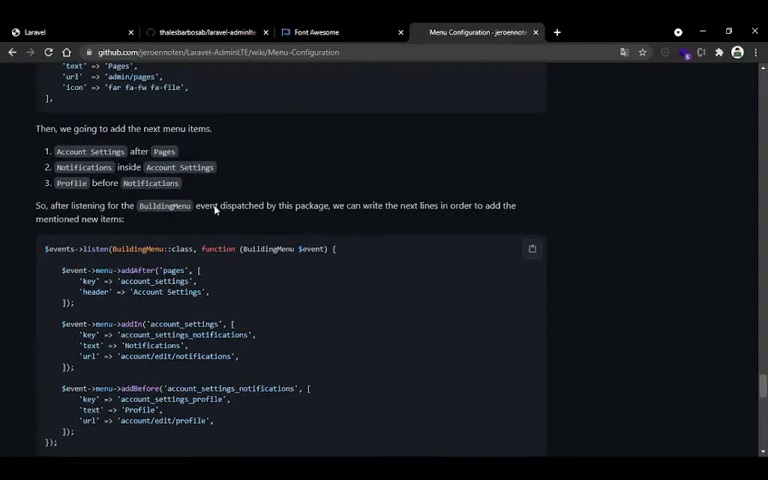 Laravel
thalesbarbosab/laravel-adminlte
Font Awesome
Menu Configuration · jeroennoten
github.com/jeroennoten/Laravel-AdminLTE/wiki/Menu-Configuration
'text' => 'Pages',
'url' => 'admin/pages',
'icon' => 'far fa-fw fa-file',
],
Then, we going to add the next menu items.
1. Account Settings after Pages
2. Notifications inside Account Settings
3. Profile before Notifications
So, after listening for the BuildingMenu event dispatched by this package, we can write the next lines in order to add the
mentioned new items:
$events->listen(BuildingMenu::class, function (BuildingMenu $event) {
$event->menu->addAfter('pages', [
'key' => 'account_settings',
'header' => 'Account Settings',
]);
$event->menu->addIn('account_settings', [
'key' => 'account_settings_notifications',
'text' => 'Notifications',
'url' => 'account/edit/notifications',
]);
$event->menu->addBefore('account_settings_notifications', [
'key' => 'account_settings_profile',
'text' => 'Profile',
'url' => 'account/edit/profile',
]);
});